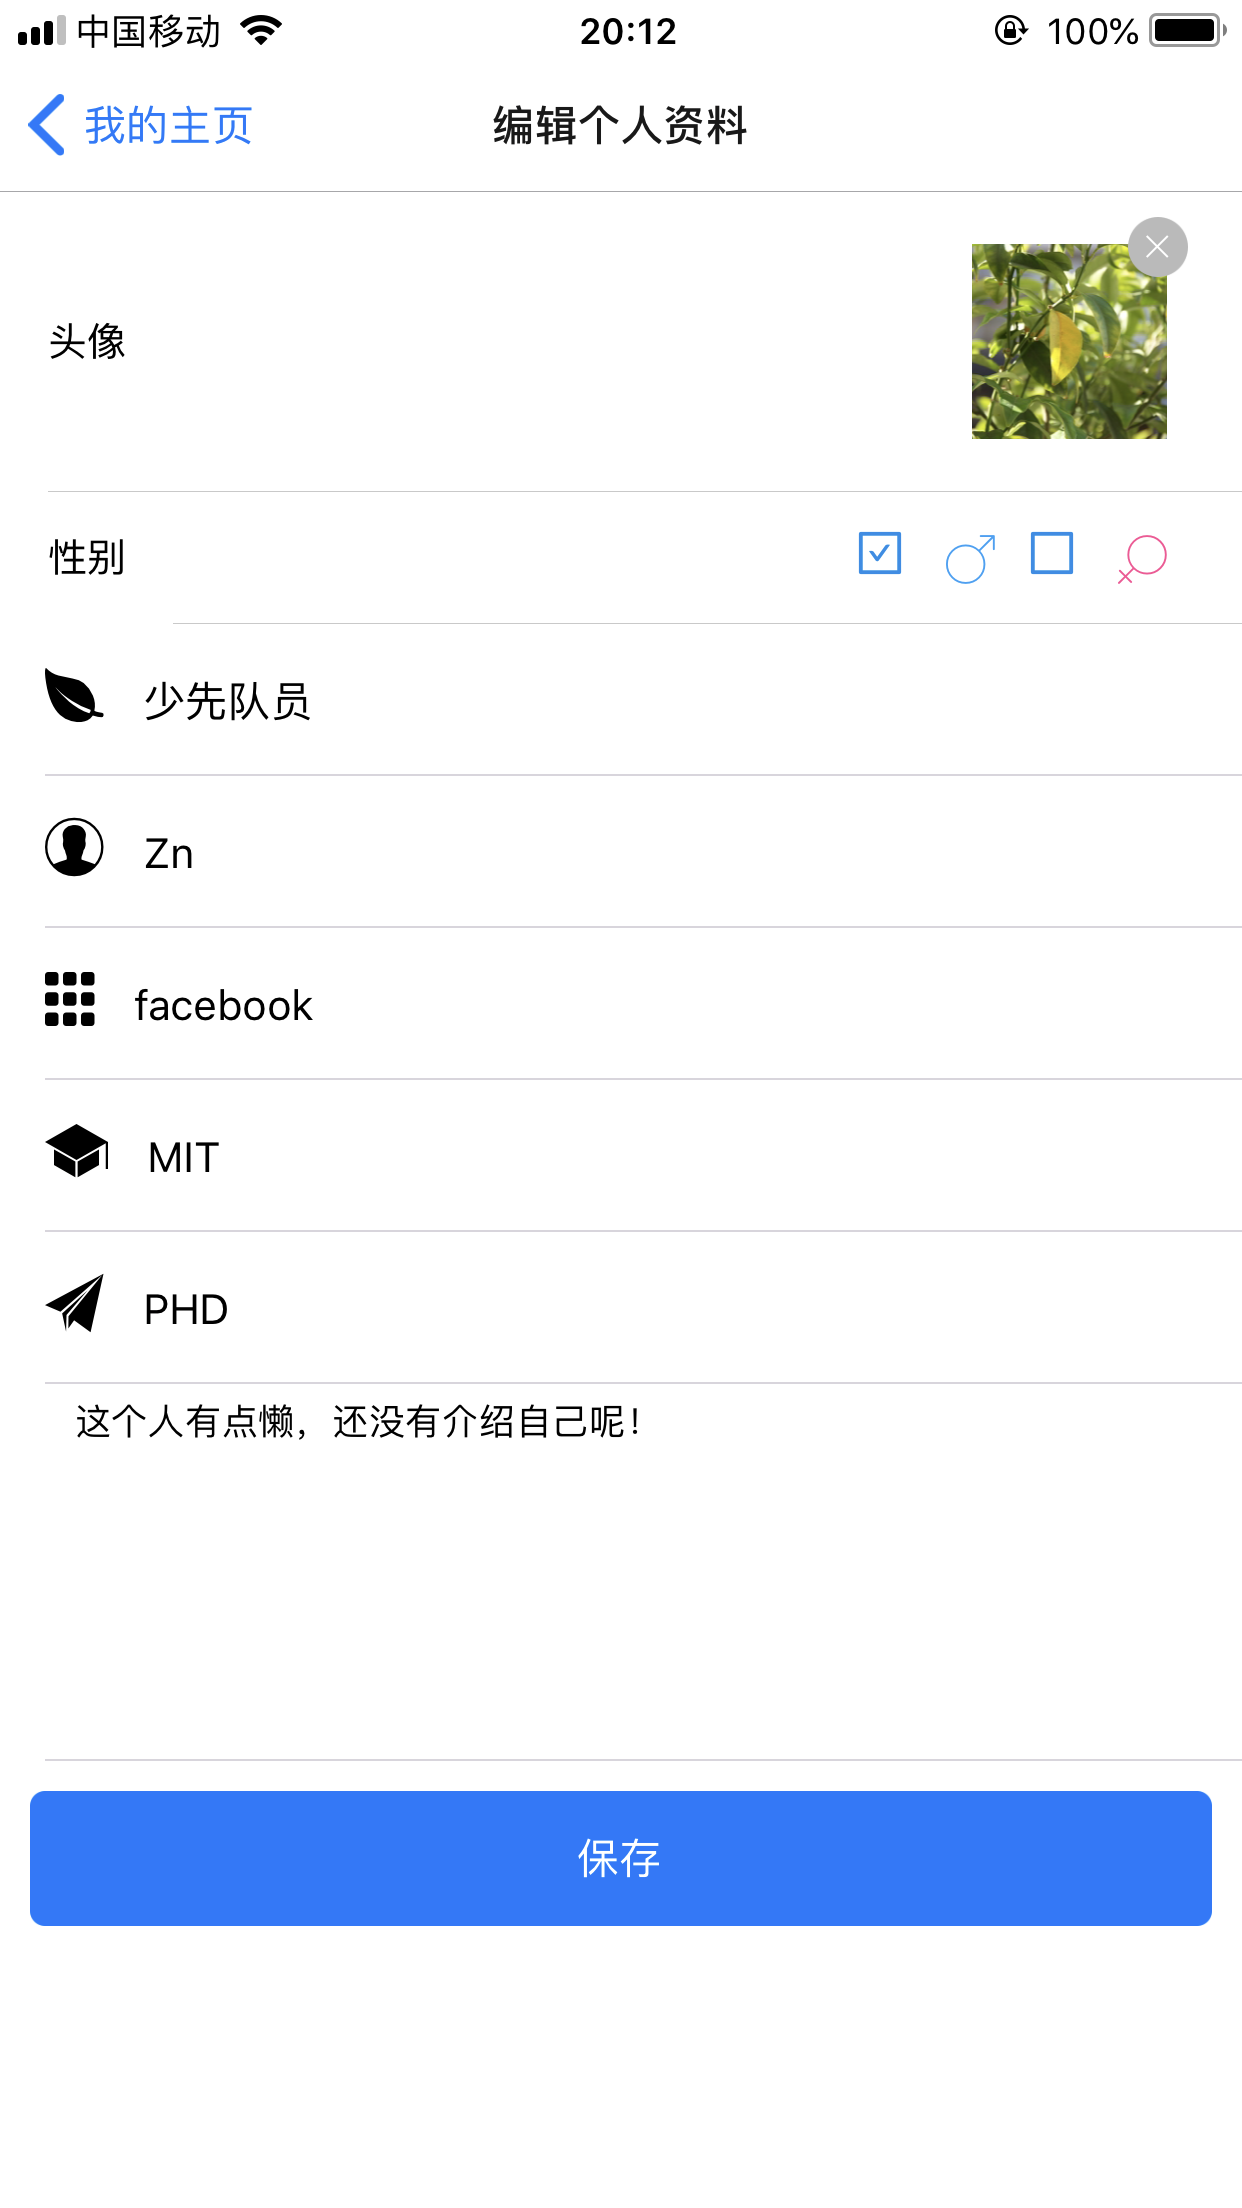 中国移动 20:12 100%
我的主页 编辑个人资料
头像
性别
少先队员
Zn
facebook
MIT
PHD
这个人有点懒，还没有介绍自己呢！
保存